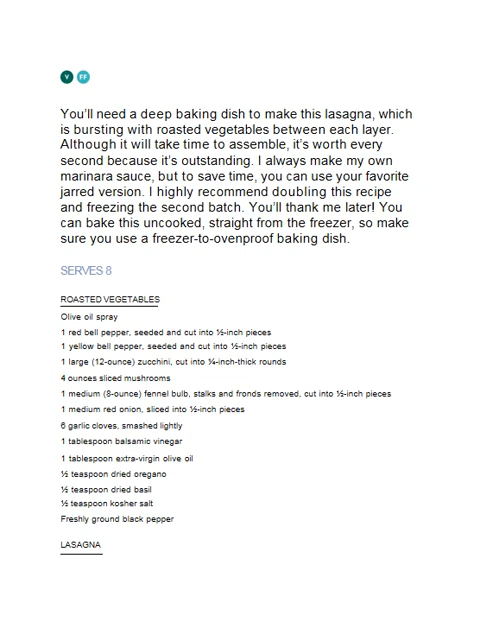 V FF
You'll need a deep baking dish to make this lasagna, which
is bursting with roasted vegetables between each layer.
Although it will take time to assemble, it's worth every
second because it's outstanding. I always make my own
marinara sauce, but to save time, you can use your favorite
jarred version. I highly recommend doubling this recipe
and freezing the second batch. You'll thank me later! You
can bake this uncooked, straight from the freezer, so make
sure you use a freezer-to-ovenproof baking dish.
SERVES 8
ROASTED VEGETABLES
Olive oil spray
1 red bell pepper, seeded and cut into ½-inch pieces
1 yellow bell pepper, seeded and cut into ½-inch pieces
1 large (12-ounce) zucchini, cut into ¼-inch-thick rounds
4 ounces sliced mushrooms
1 medium (8-ounce) fennel bulb, stalks and fronds removed, cut into ½-inch pieces
1 medium red onion, sliced into ½-inch pieces
6 garlic cloves, smashed lightly
1 tablespoon balsamic vinegar
1 tablespoon extra-virgin olive oil
½ teaspoon dried oregano
½ teaspoon dried basil
½ teaspoon kosher salt
Freshly ground black pepper
LASAGNA